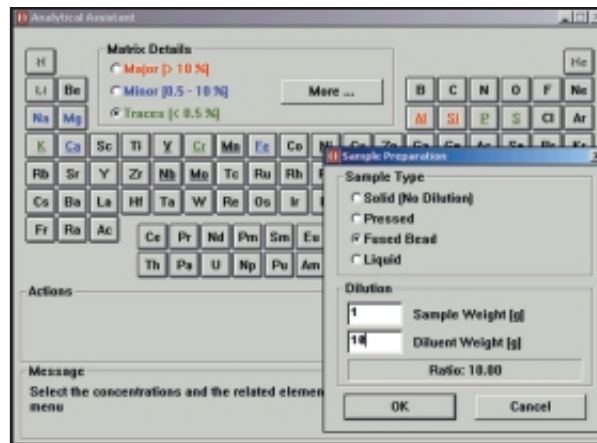 Analytical Assistant
Matrix Details
Major [> 10 %]
Minor [0.5 - 10 %]
Traces [< 0.5 %]
More ...
H He
Li Be B C N O F Ne
Na Mg Al Si P S Cl Ar
K Ca Sc Ti V Cr Mn Fe Co
Rb Sr Y Zr Nb Mo Tc Ru Rh
Cs Ba La Hf Ta W Re Os Ir
Fr Ra Ac
Ce Pr Nd Pm Sm Eu
Th Pa U Np Pu Am
Sample Preparation
Sample Type
Solid (No Dilution)
Pressed
Fused Bead
Liquid
Dilution
1 Sample Weight [g]
10 Diluent Weight [g]
Ratio: 10.00
OK Cancel
Actions
Message
Select the concentrations and the related elemen
menu